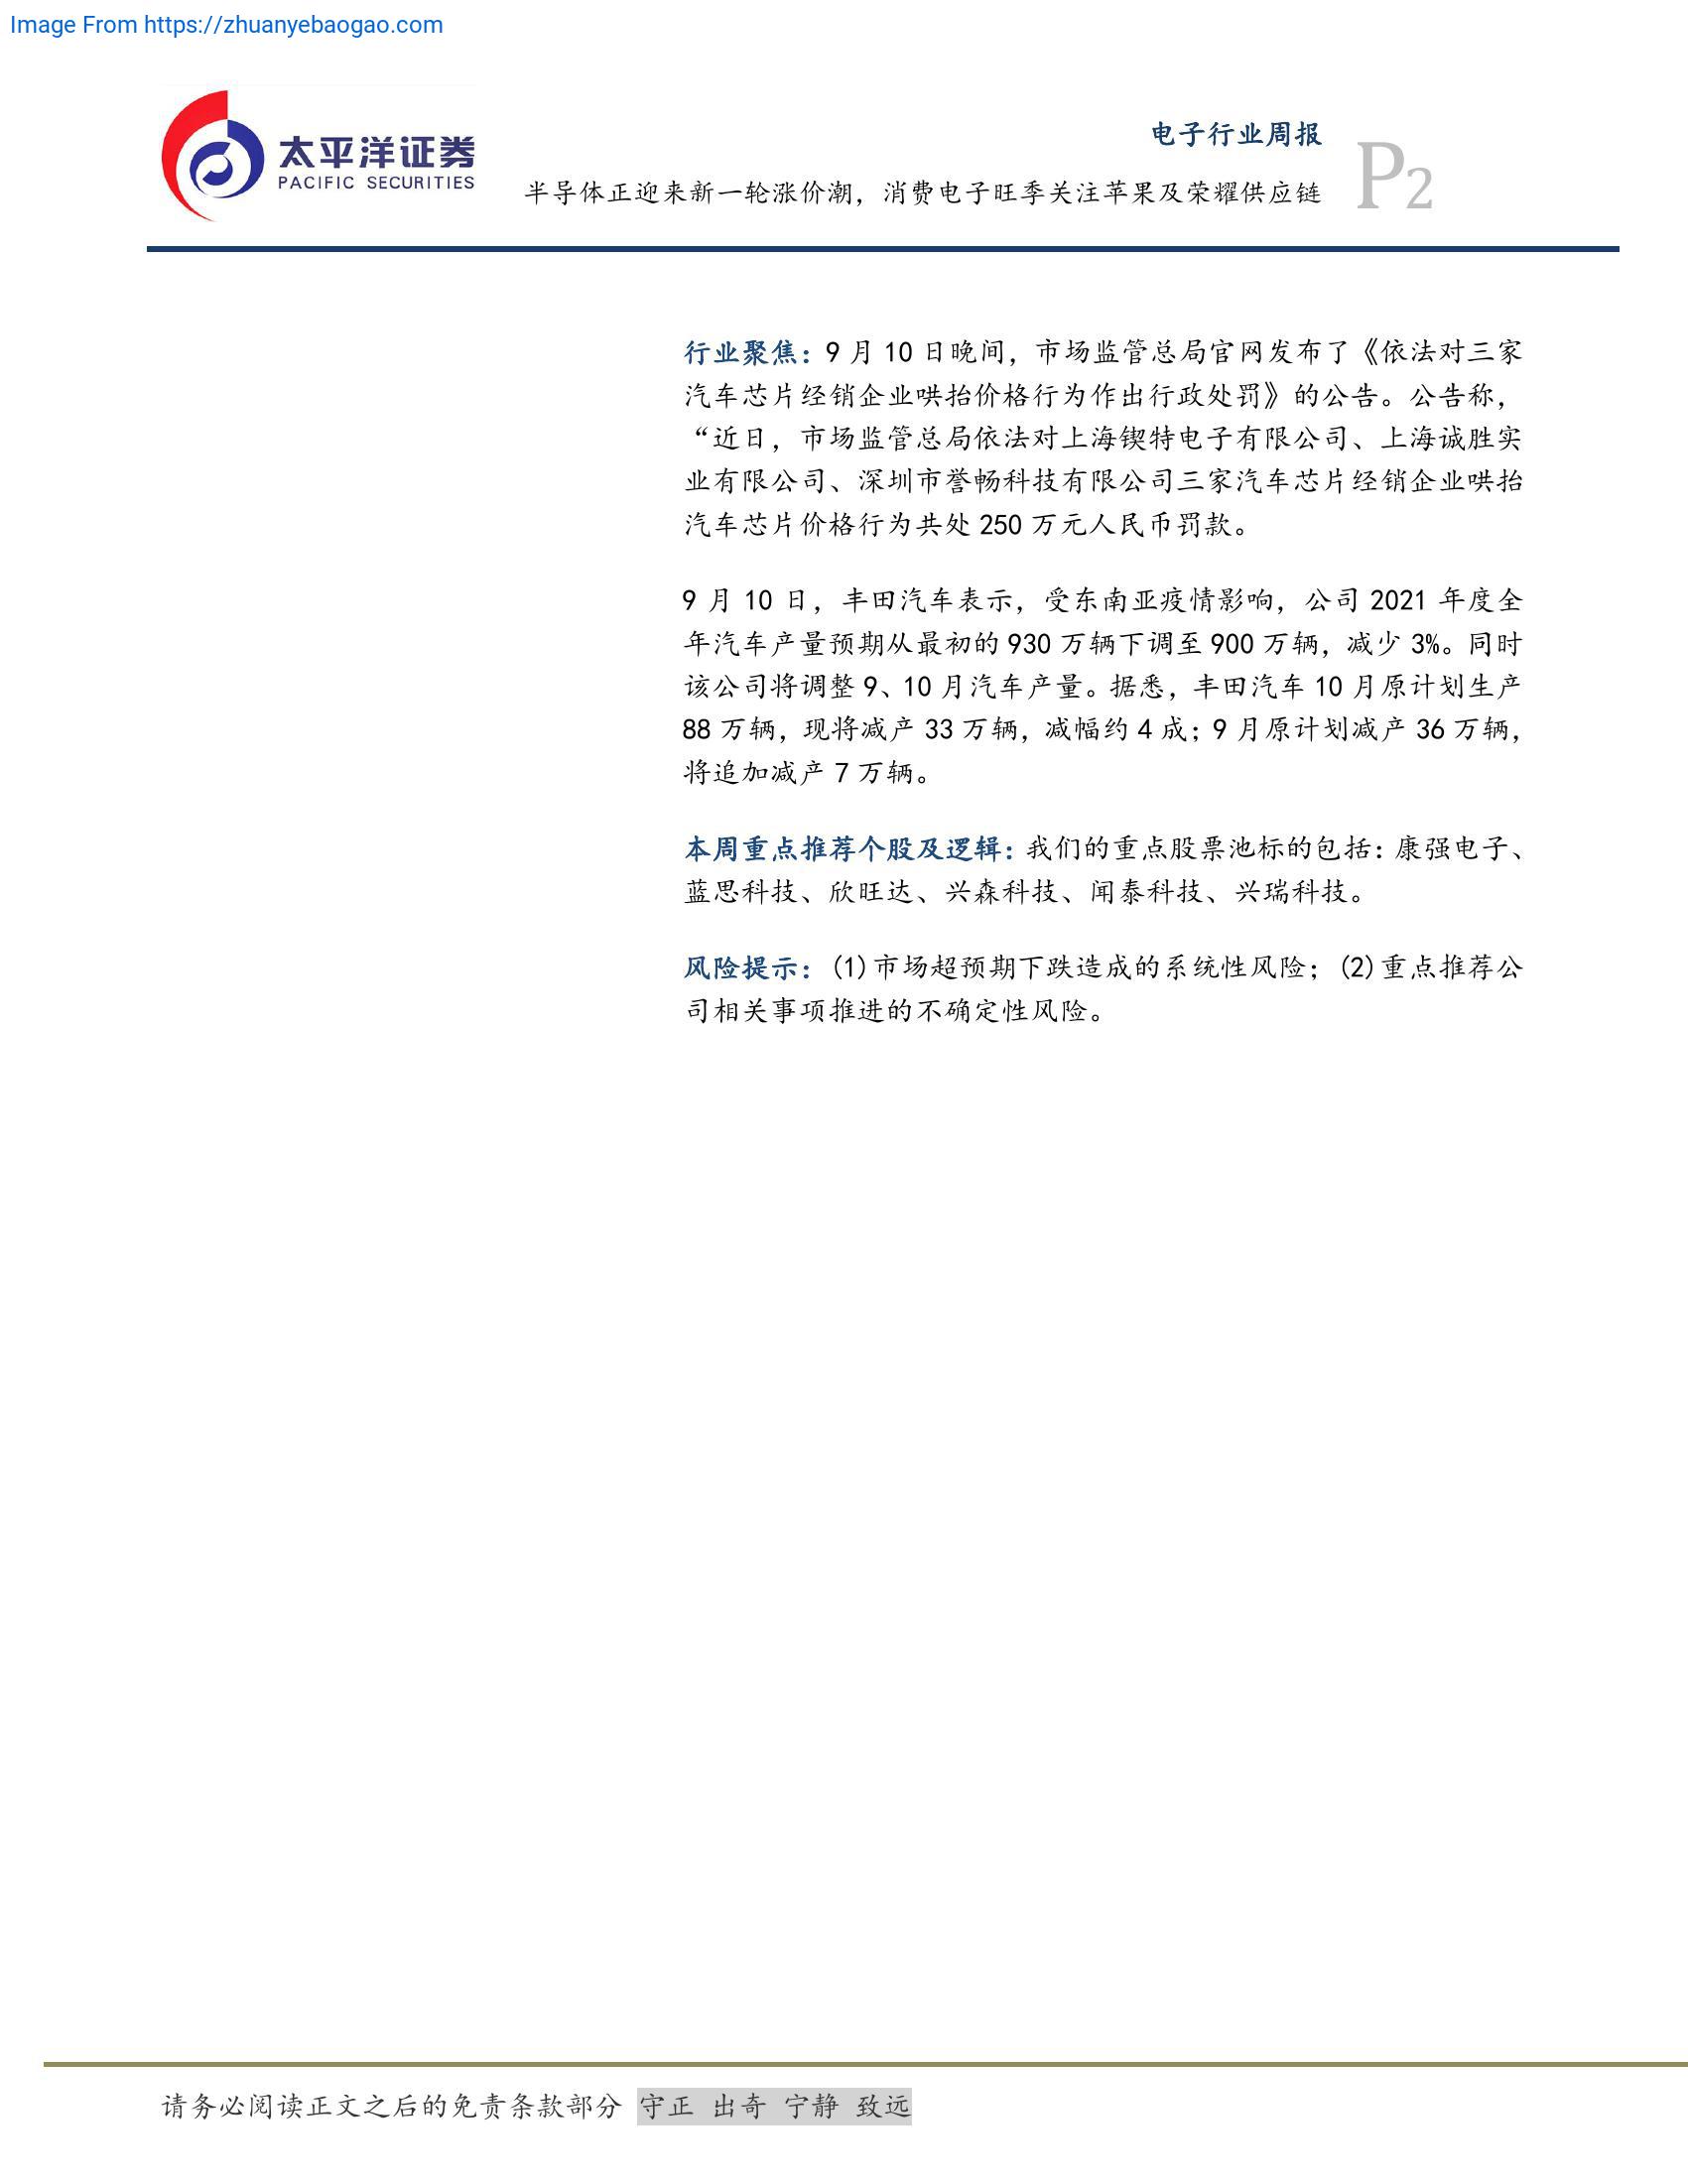 Image From https://zhuanyebaogao.com
太平洋证券
PACIFIC SECURITIES
电子行业周报
半导体正迎来新一轮涨价潮，消费电子旺季关注苹果及荣耀供应链
P2
行业聚焦：9 月 10 日晚间，市场监管总局官网发布了《依法对三家
汽车芯片经销企业哄抬价格行为作出行政处罚》的公告。公告称，
“近日，市场监管总局依法对上海锲特电子有限公司、上海诚胜实
业有限公司、深圳市誉畅科技有限公司三家汽车芯片经销企业哄抬
汽车芯片价格行为共处 250 万元人民币罚款。
9 月 10 日，丰田汽车表示，受东南亚疫情影响，公司 2021 年度全
年汽车产量预期从最初的 930 万辆下调至 900 万辆，减少 3%。同时
该公司将调整 9、10 月汽车产量。据悉，丰田汽车 10 月原计划生产
88 万辆，现将减产 33 万辆，减幅约 4 成；9 月原计划减产 36 万辆，
将追加减产 7 万辆。
本周重点推荐个股及逻辑：我们的重点股票池标的包括：康强电子、
蓝思科技、欣旺达、兴森科技、闻泰科技、兴瑞科技。
风险提示：(1)市场超预期下跌造成的系统性风险；(2)重点推荐公
司相关事项推进的不确定性风险。
请务必阅读正文之后的免责条款部分 守正 出奇 宁静 致远